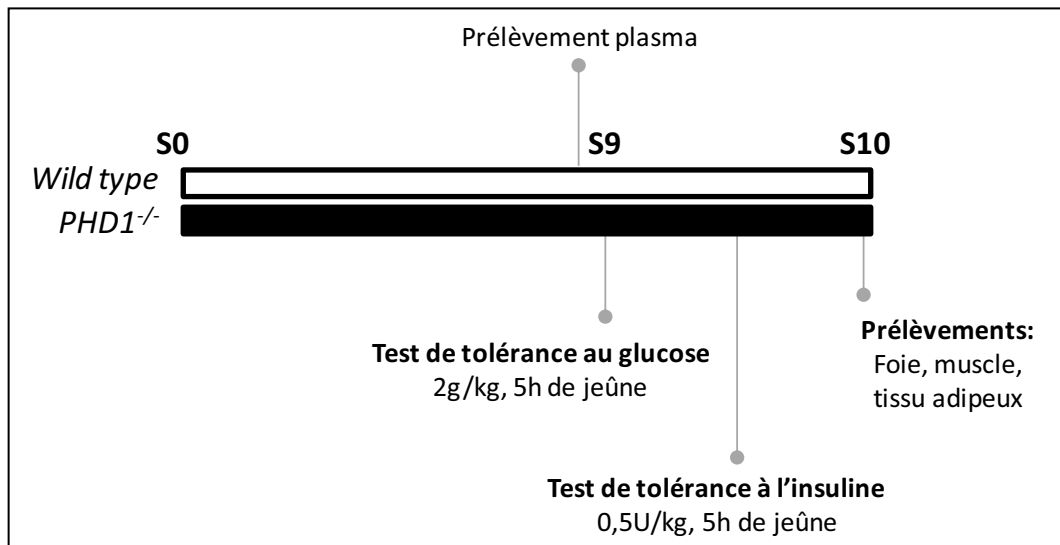 Prélèvement plasma
S0 S9 S10
Wild type
PHD1-/-
Test de tolérance au glucose
2g/kg, 5h de jeûne
Prélèvements:
Foie, muscle,
tissu adipeux
Test de tolérance à l’insuline
0,5U/kg, 5h de jeûne